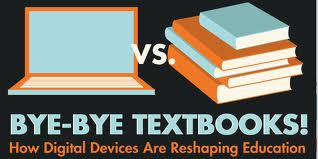 VS.
BYE-BYE TEXTBOOKS!
How Digital Devices Are Reshaping Education